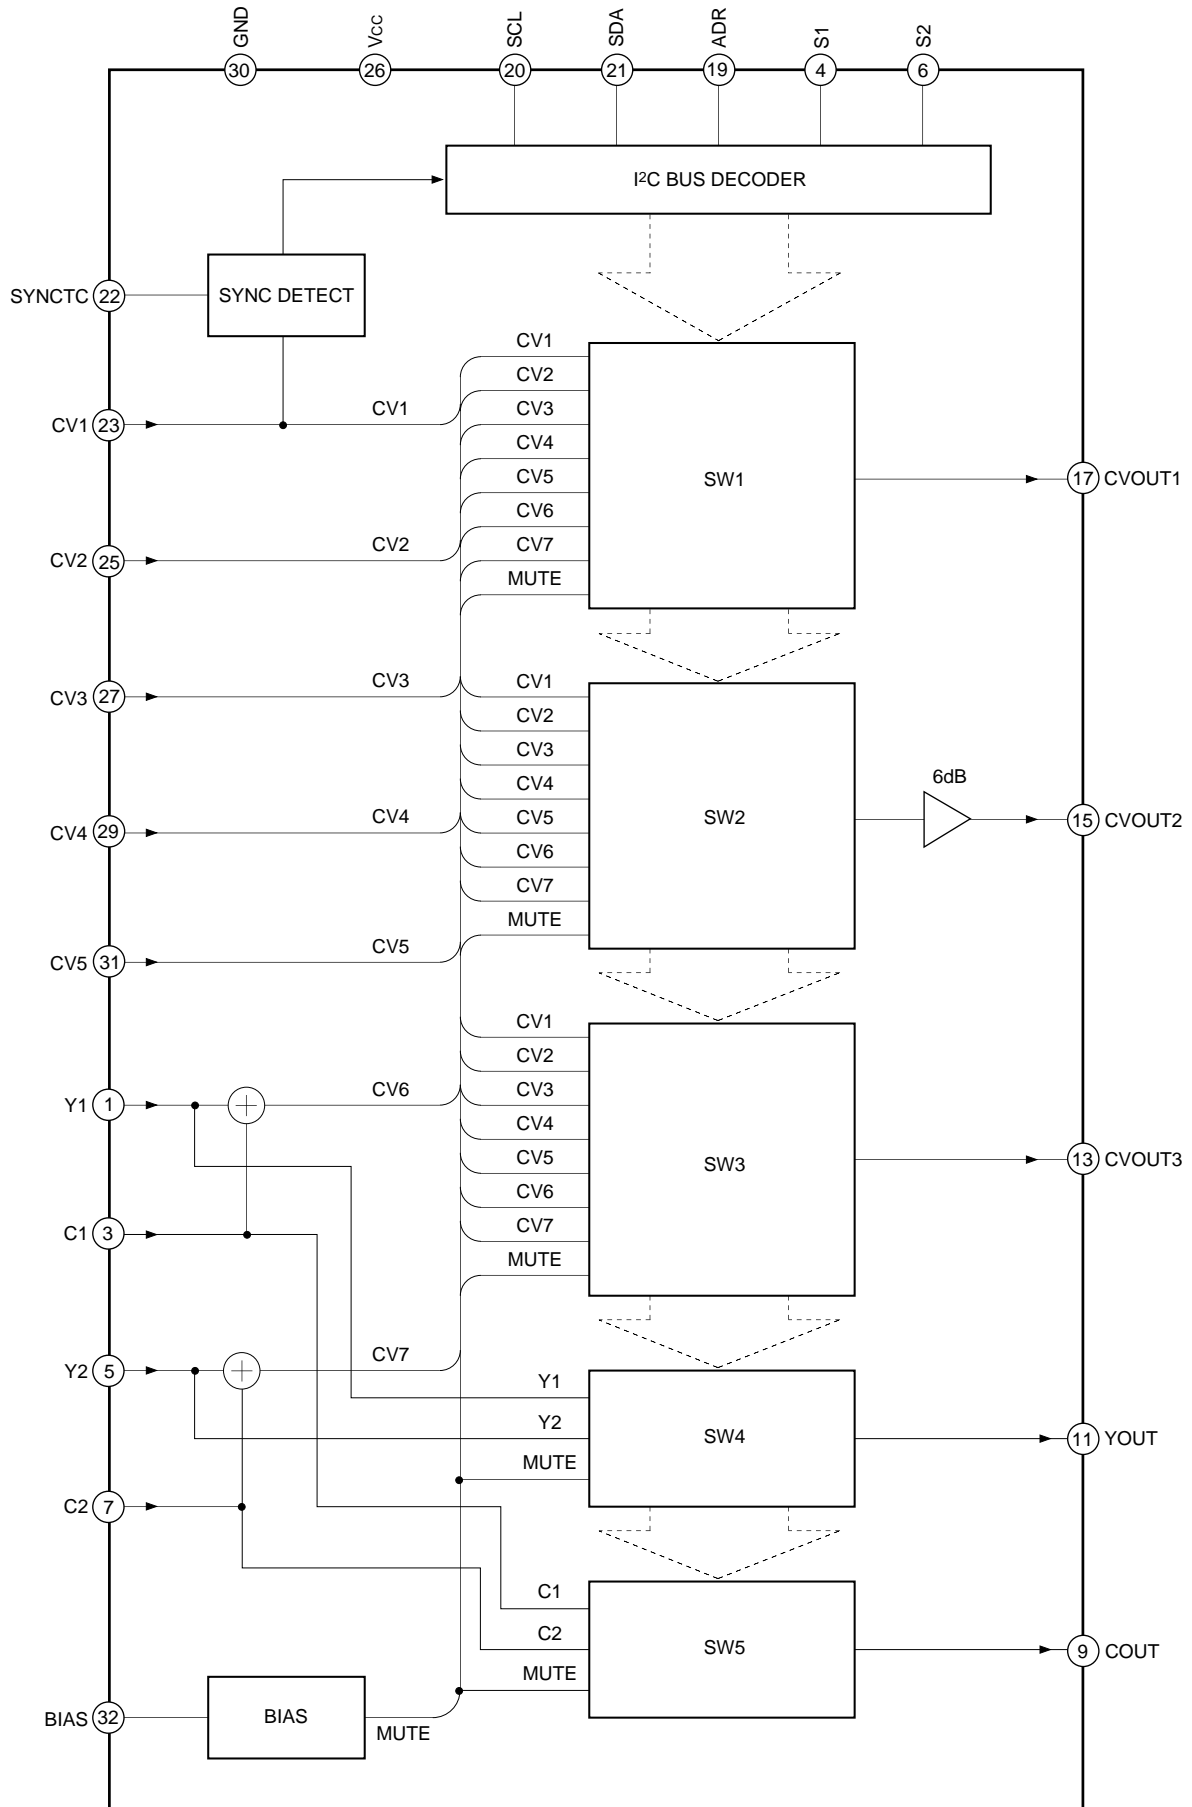 GND
Vcc
SCL
SDA
ADR
S1
S2
30
26
20
21
19
4
6
I²C BUS DECODER
SYNCTC 22
SYNC DETECT
CV1 23
CV1
CV1
CV2
CV3
CV4
CV5
CV6
CV7
MUTE
SW1
17 CVOUT1
CV2 25
CV2
CV3 27
CV3
CV1
CV2
CV3
CV4
CV5
CV6
CV7
MUTE
SW2
6dB
15 CVOUT2
CV4 29
CV4
CV5 31
CV5
CV1
CV2
CV3
CV4
CV5
CV6
CV7
MUTE
SW3
13 CVOUT3
Y1 1
CV6
C1 3
Y2 5
CV7
Y1
Y2
MUTE
SW4
11 YOUT
C2 7
C1
C2
MUTE
SW5
9 COUT
BIAS 32
BIAS
MUTE